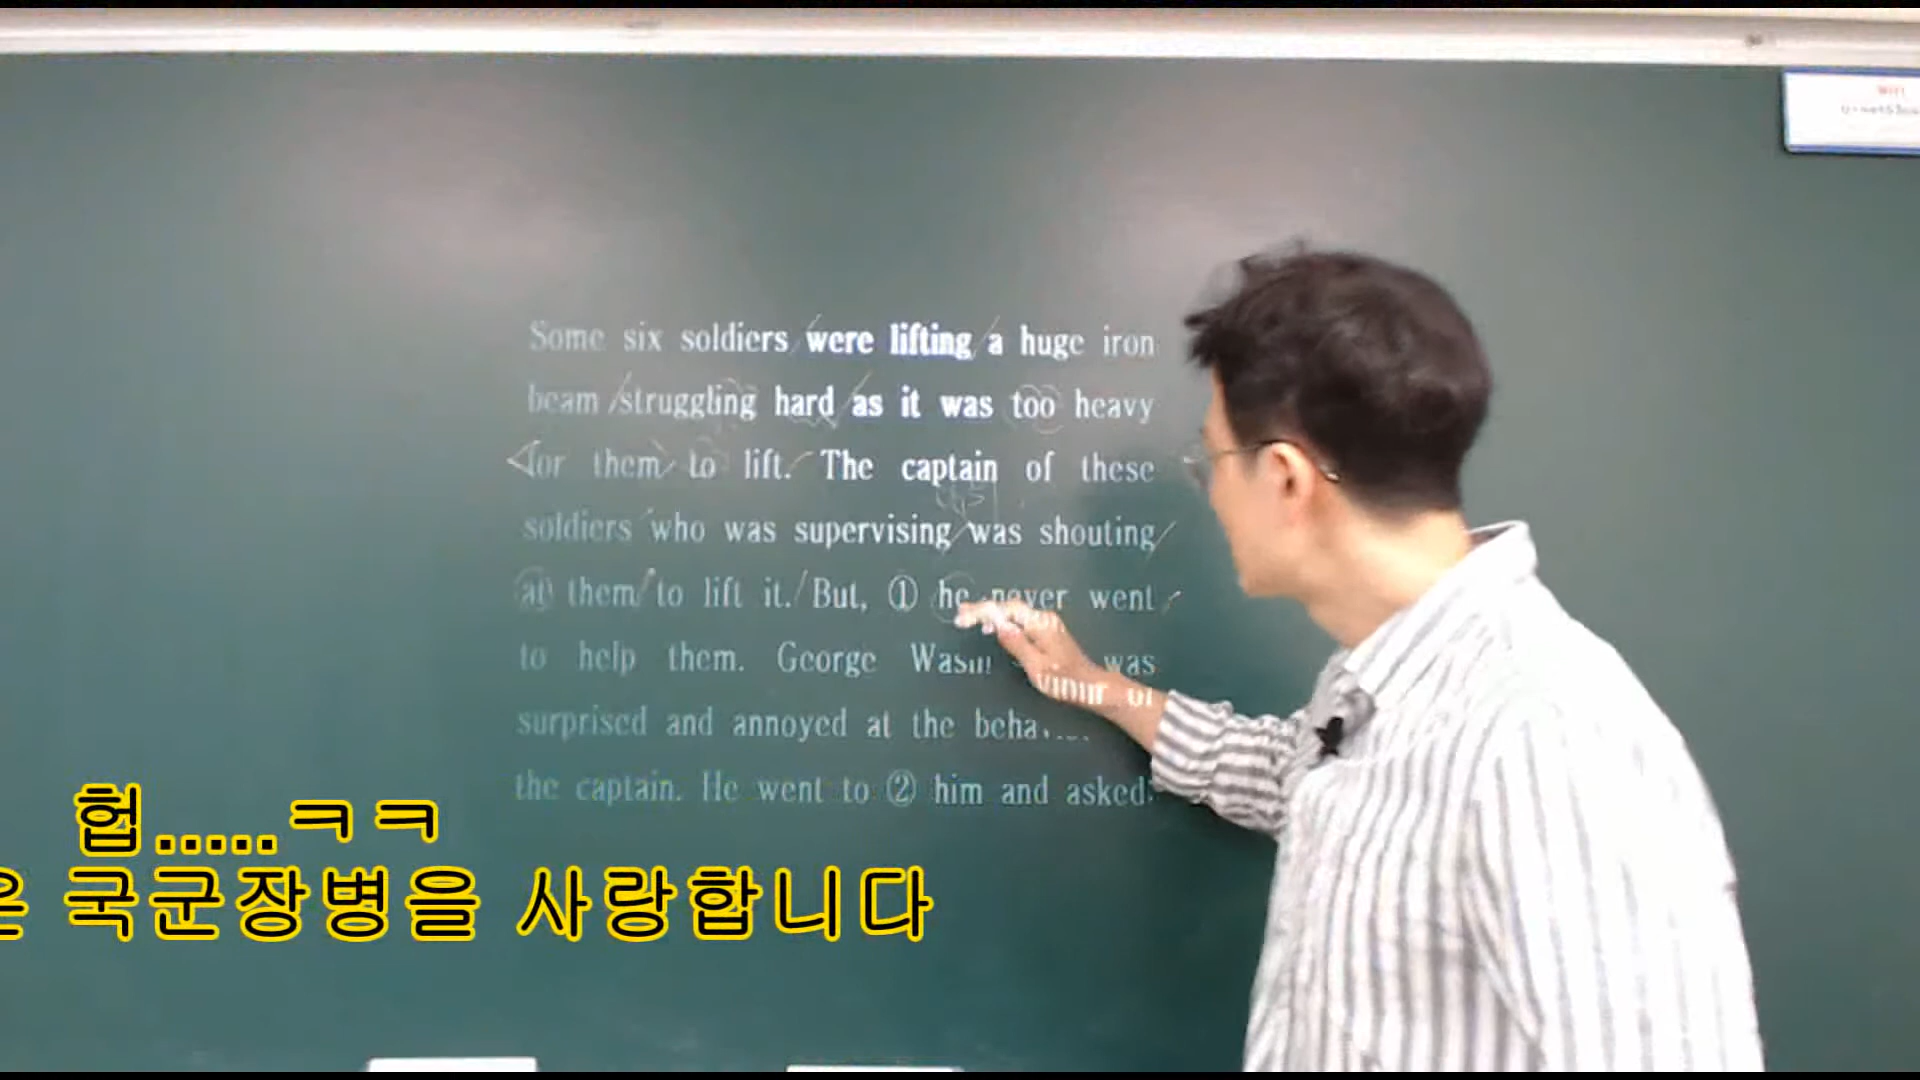 Some six soldiers were lifting a huge iron
beam struggling hard as it was too heavy
for them to lift. The captain of these
soldiers who was supervising was shouting
at them to lift it. But, ① he never went
to help them. George was
surprised and annoyed at the
the captain. He went to ② him and asked:
헙.....ㅋㅋ
은 국군장병을 사랑합니다